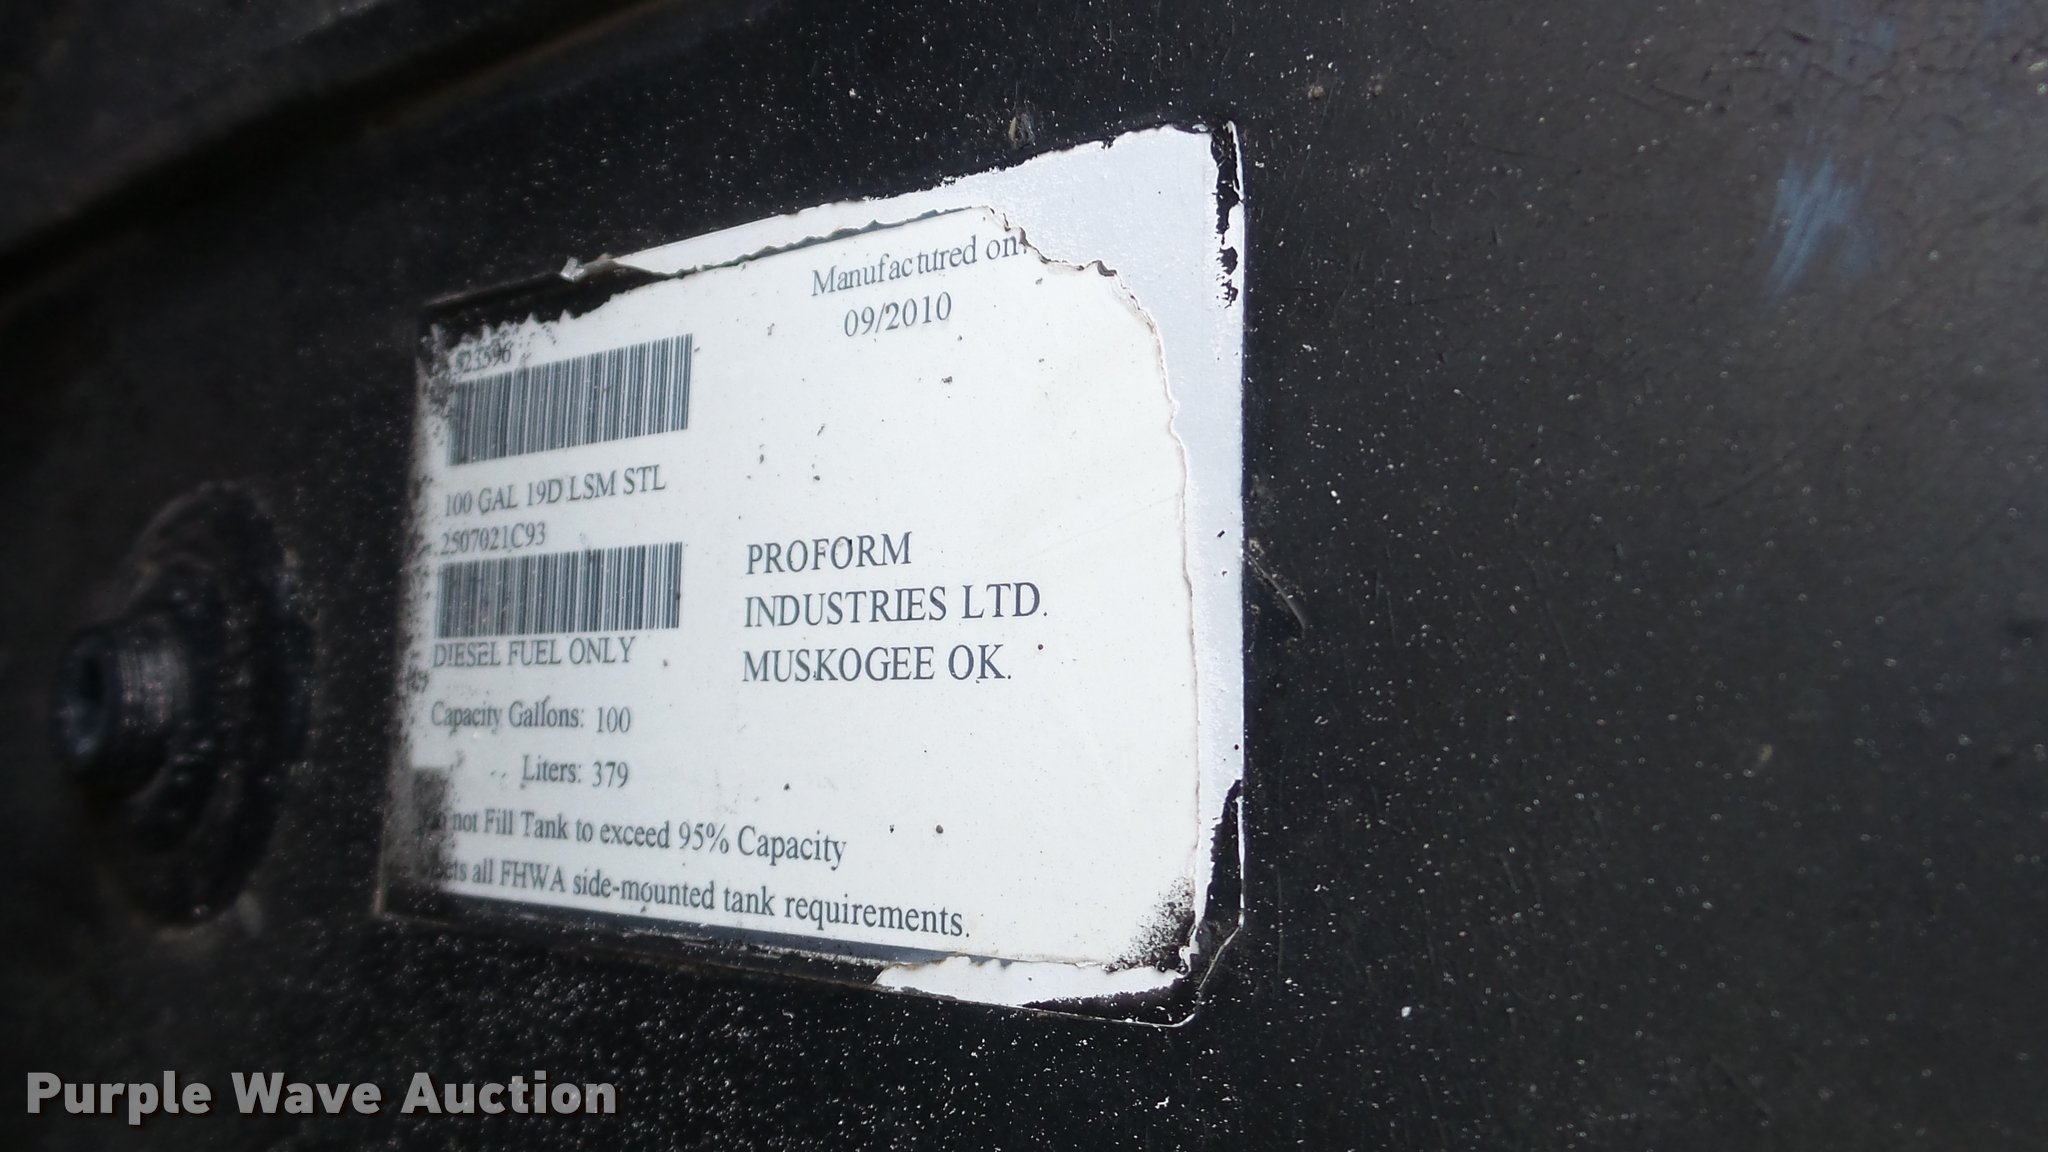 Manufactured on:
09/2010
523596
100 GAL 19D LSM STL
2507021C93
DIESEL FUEL ONLY
PROFORM
INDUSTRIES LTD.
MUSKOGEE OK.
Capacity Gallons: 100
Liters: 379
not Fill Tank to exceed 95% Capacity
all FHWA side-mounted tank requirements.
Purple Wave Auction